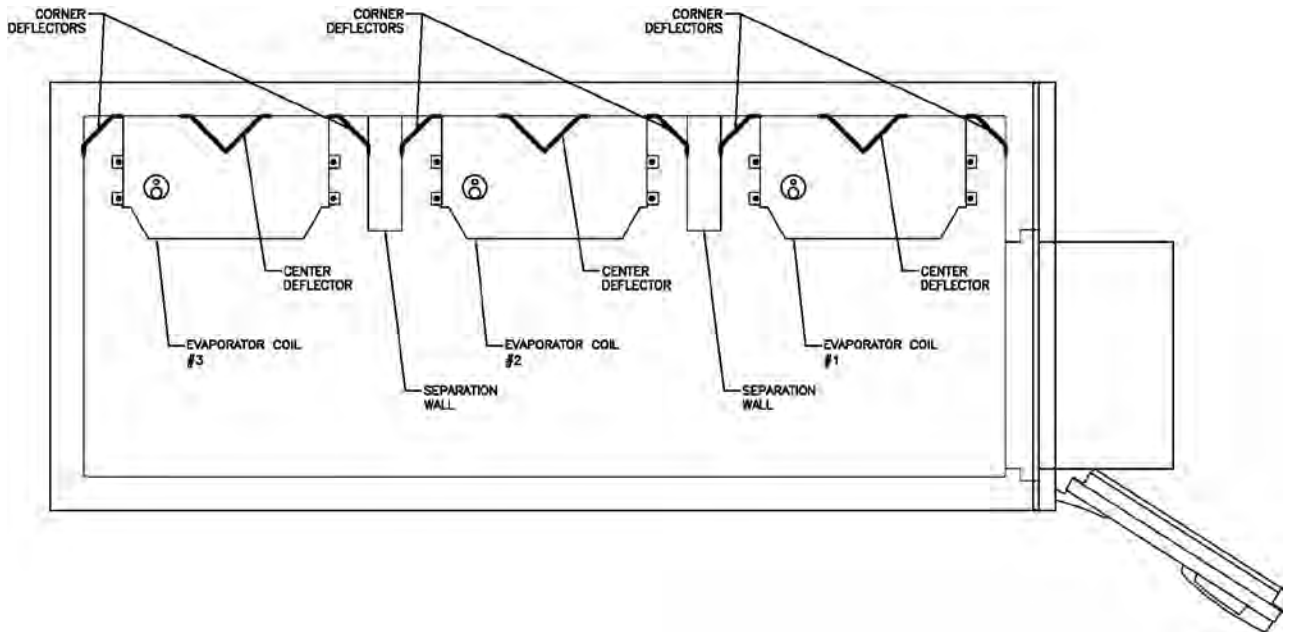 CORNER
DEFLECTORS
CORNER
DEFLECTORS
CORNER
DEFLECTORS
CENTER
DEFLECTOR
CENTER
DEFLECTOR
CENTER
DEFLECTOR
EVAPORATOR COIL
#3
EVAPORATOR COIL
#2
EVAPORATOR COIL
#1
SEPARATION
WALL
SEPARATION
WALL